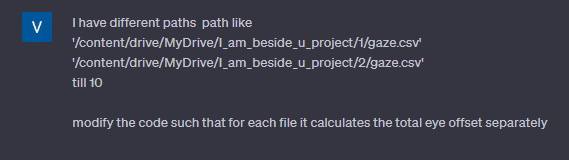 V
I have different paths path like
'/content/drive/MyDrive/I_am_beside_u_project/1/gaze.csv'
'/content/drive/MyDrive/I_am_beside_u_project/2/gaze.csv'
till 10
modify the code such that for each file it calculates the total eye offset separately